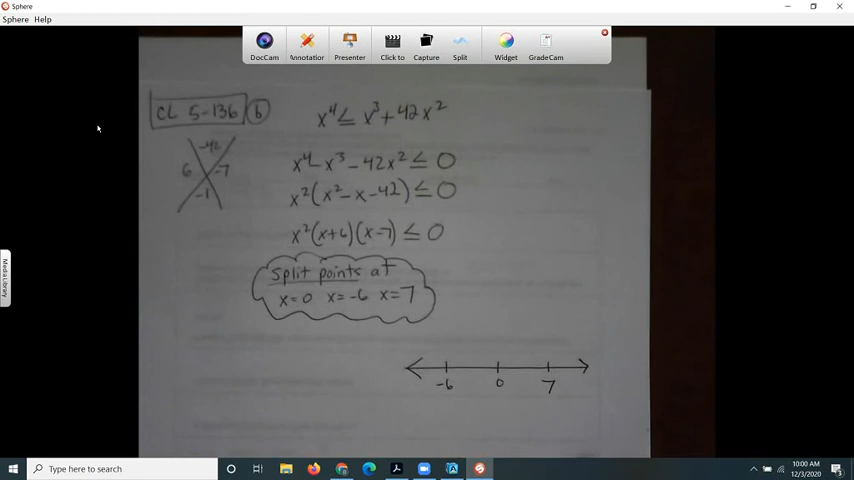 Sphere
Sphere Help
DocCam Annotation Presenter Click to Capture Split Widget GradeCam
CL 5-136 b
x⁴ ≤ x³ + 42x²
-42
6 -7
-1
x⁴ - x³ - 42x² ≤ 0
x²(x² - x - 42) ≤ 0
x²(x+6)(x-7) ≤ 0
Split points at
x=0 x=-6 x=7
-6 0 7
Media Library
Type here to search
10:00 AM
12/3/2020
3